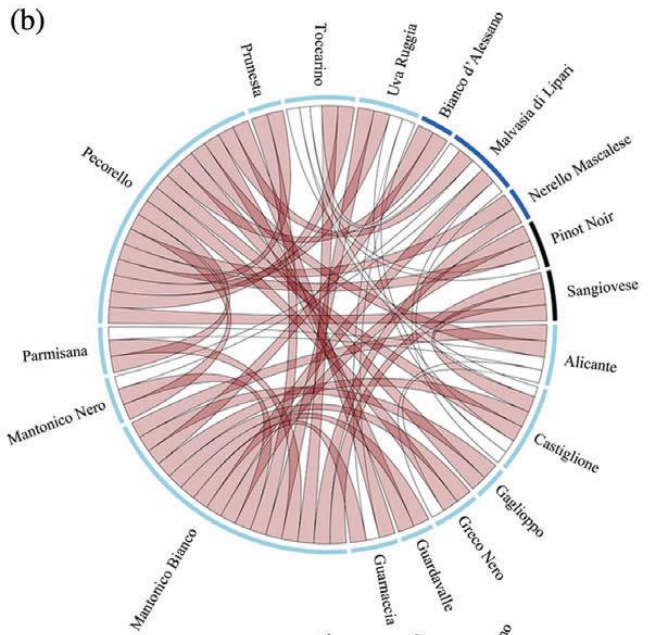 (b)
Toccarino
Uva Ruggia
Bianco d'Alessano
Malvasia di Lipari
Nerello Mascalese
Pinot Noir
Sangiovese
Alicante
Castiglione
Gaglioppo
Greco Nero
Guardavalle
Guarnaccia
Mantonico Bianco
Mantonico Nero
Parmisana
Pecorello
Prunesta